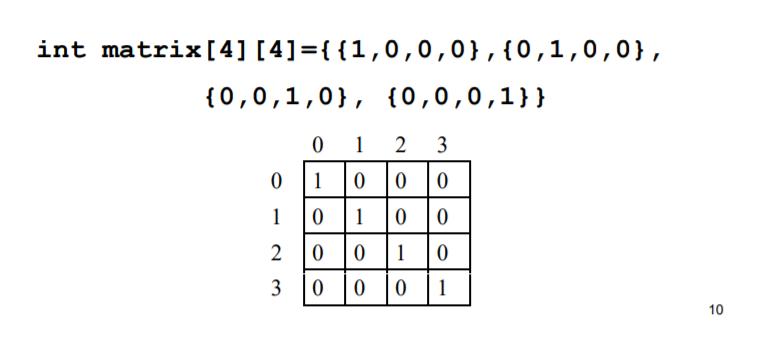 int matrix[4][4]={{1,0,0,0},{0,1,0,0},
{0,0,1,0}, {0,0,0,1}}
0 1 2 3
0 1 0 0 0
1 0 1 0 0
2 0 0 1 0
3 0 0 0 1
10